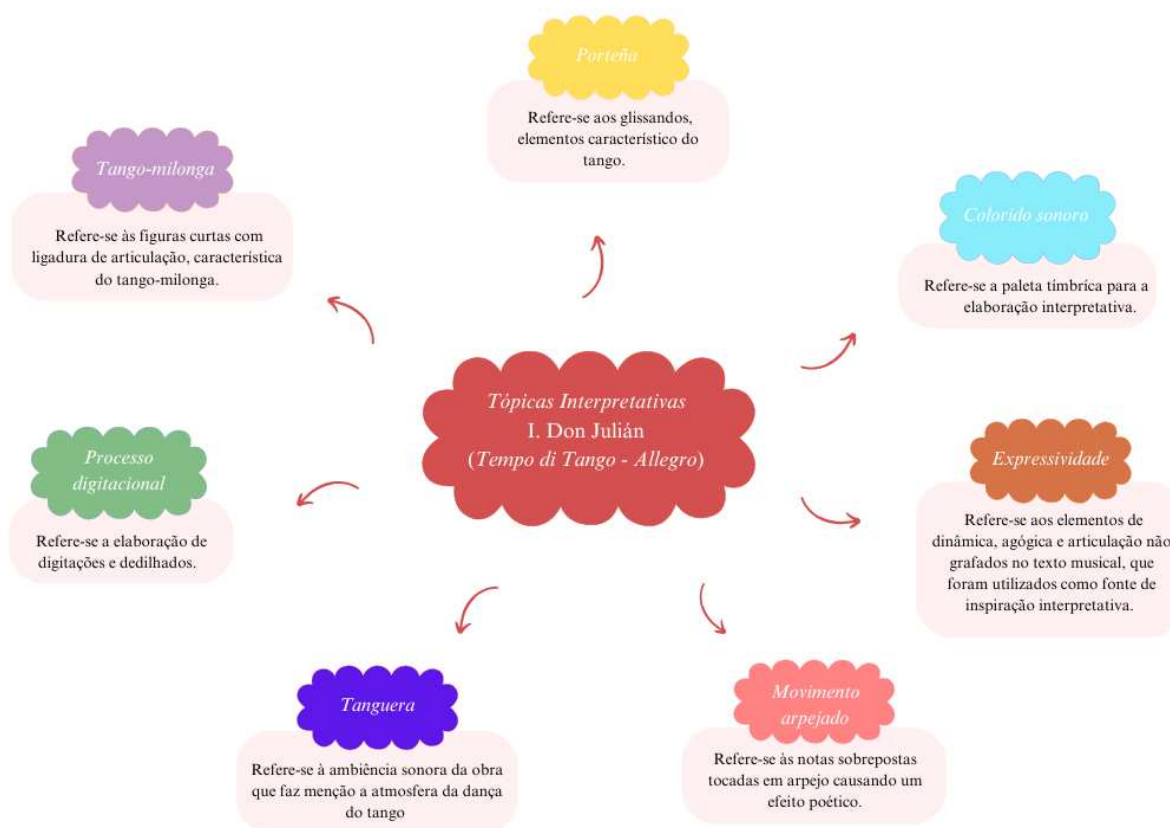 Porteña
Refere-se aos glissandos,
elementos característico do
tango.
Tango-milonga
Refere-se às figuras curtas com
ligadura de articulação, característica
do tango-milonga.
Colorido sonoro
Refere-se a paleta tímbrica para a
elaboração interpretativa.
Tópicas Interpretativas
I. Don Julián
(Tempo di Tango - Allegro)
Processo
digitacional
Refere-se a elaboração de
digitações e dedilhados.
Expressividade
Refere-se aos elementos de
dinâmica, agógica e articulação não
grafados no texto musical, que
foram utilizados como fonte de
inspiração interpretativa.
Tanguera
Refere-se à ambiência sonora da obra
que faz menção a atmosfera da dança
do tango
Movimento
arpejado
Refere-se às notas sobrepostas
tocadas em arpejo causando um
efeito poético.